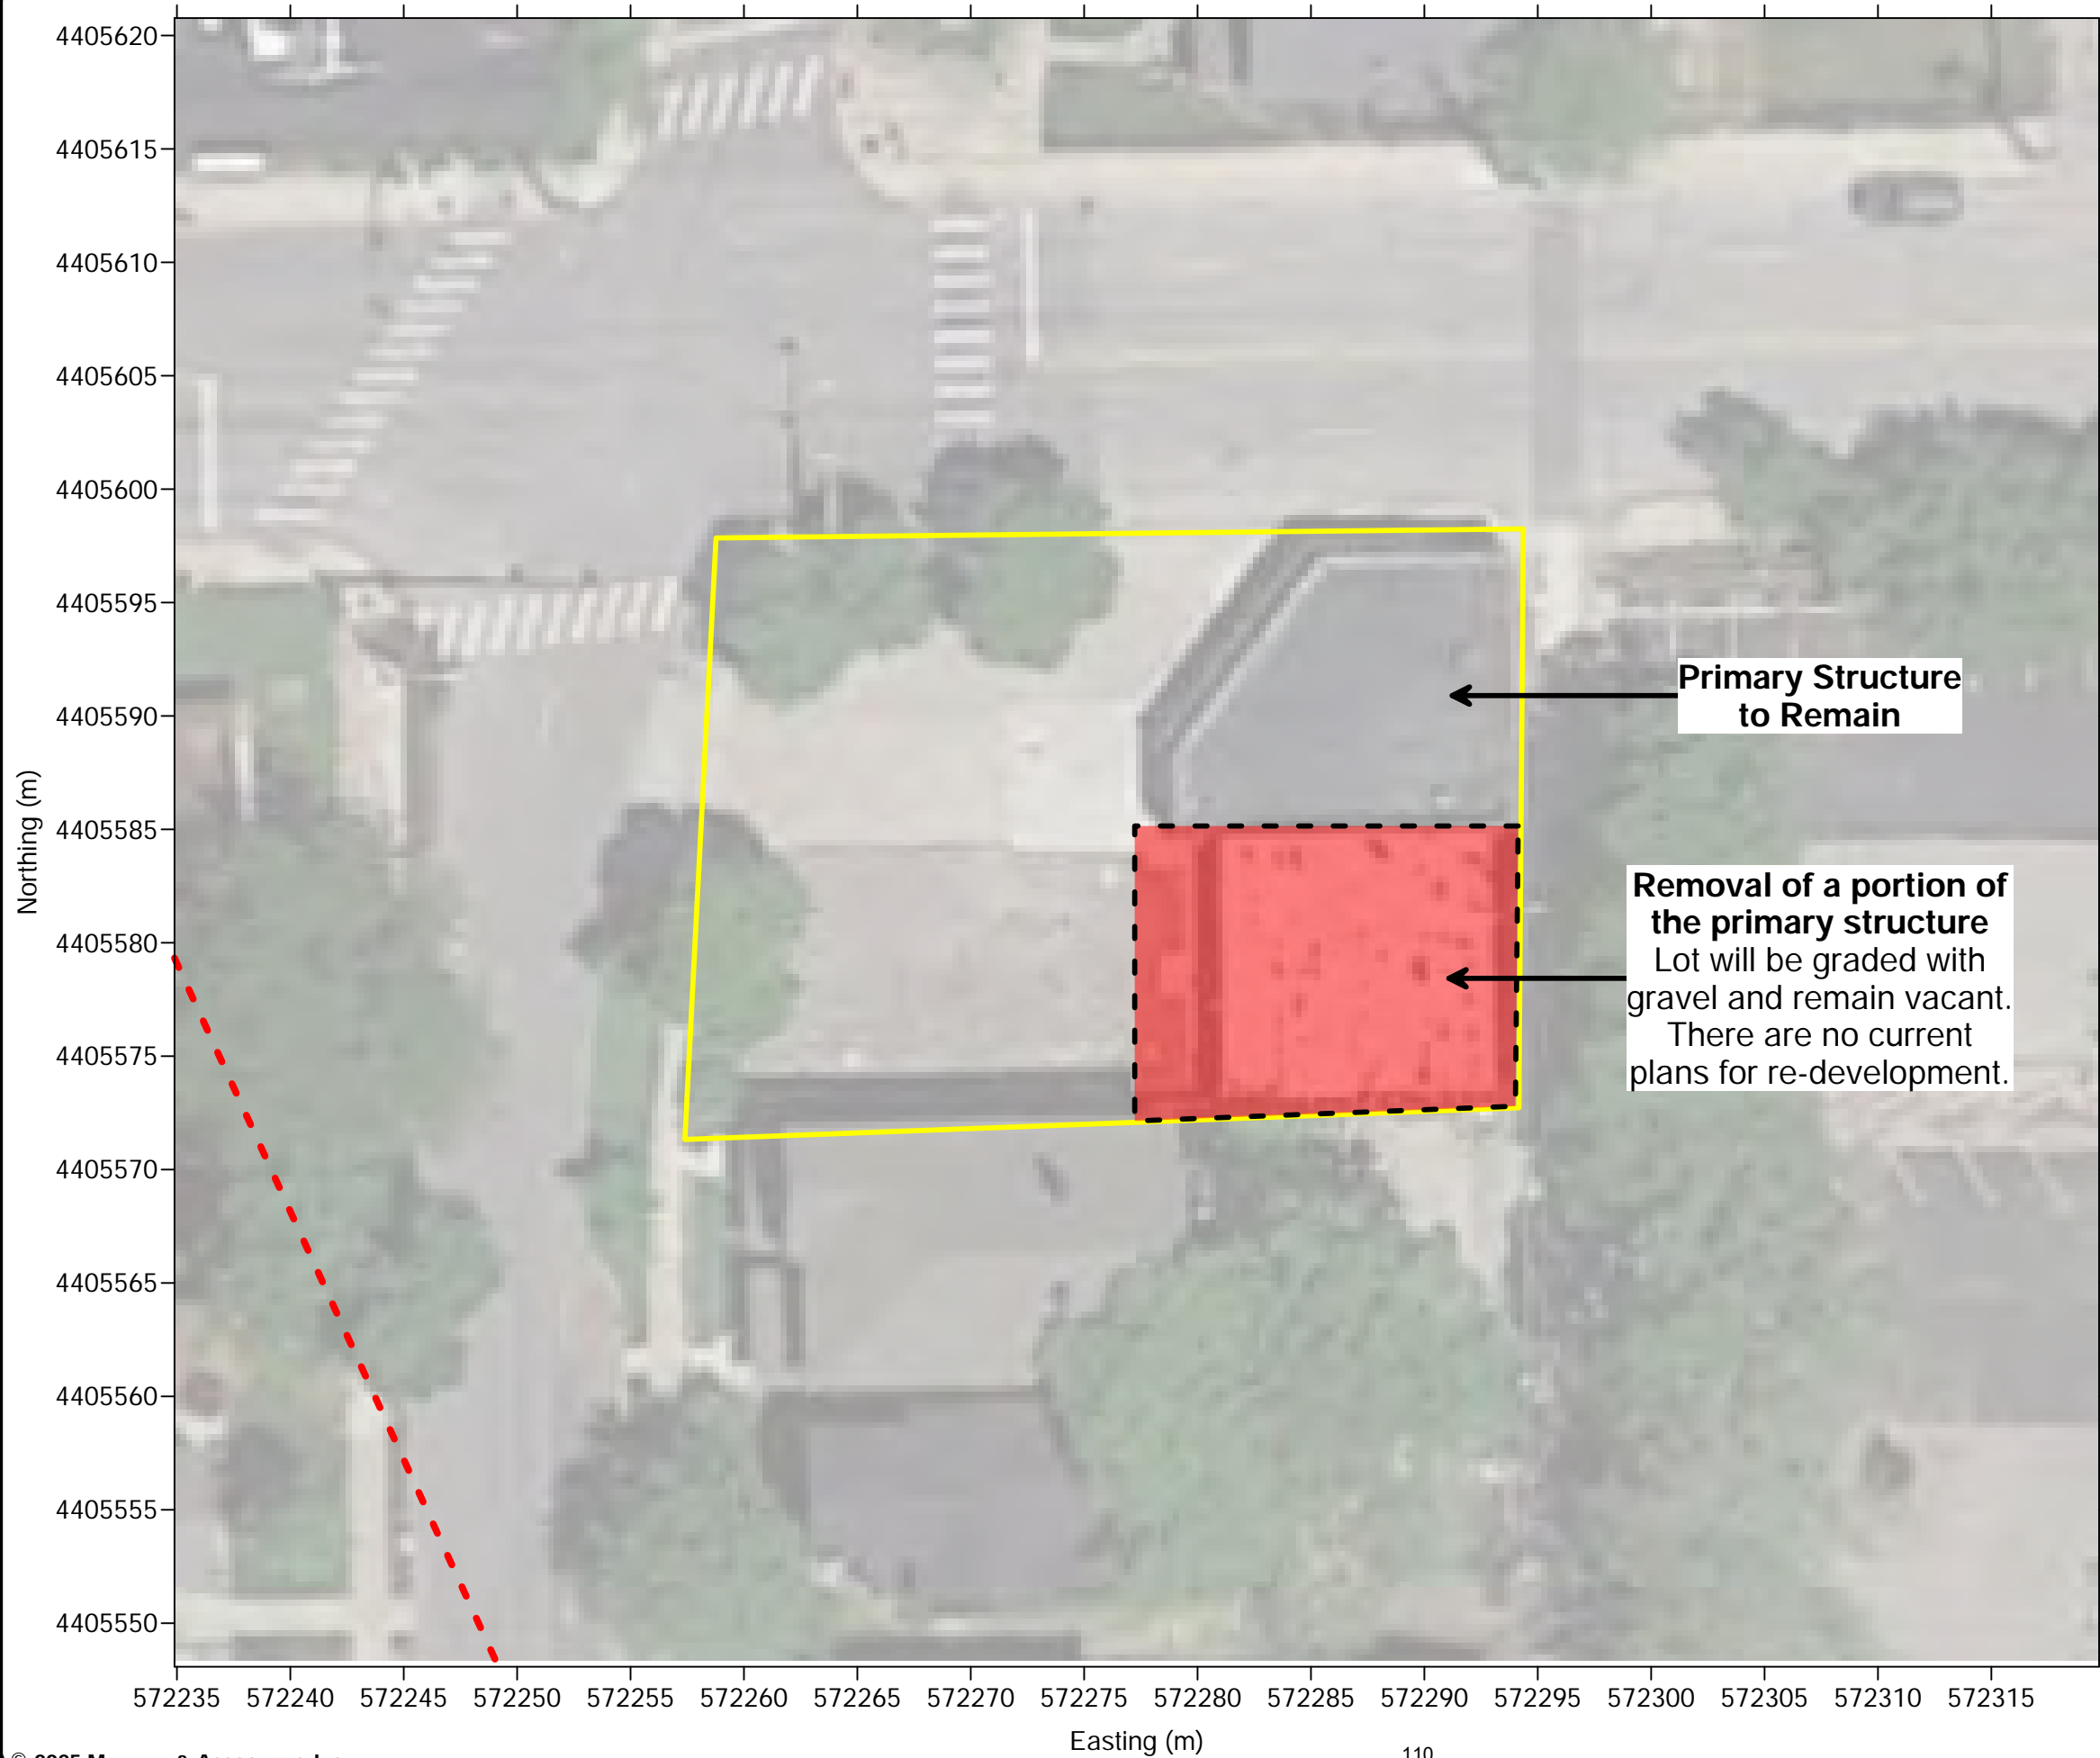 4405620
4405615
4405610
4405605
4405600
4405595
4405590
4405585
4405580
4405575
4405570
4405565
4405560
4405555
4405550
Northing (m)
Primary Structure
to Remain
Removal of a portion of
the primary structure
Lot will be graded with
gravel and remain vacant.
There are no current
plans for re-development.
572235 572240 572245 572250 572255 572260 572265 572270 572275 572280 572285 572290 572295 572300 572305 572310 572315
Easting (m)
110